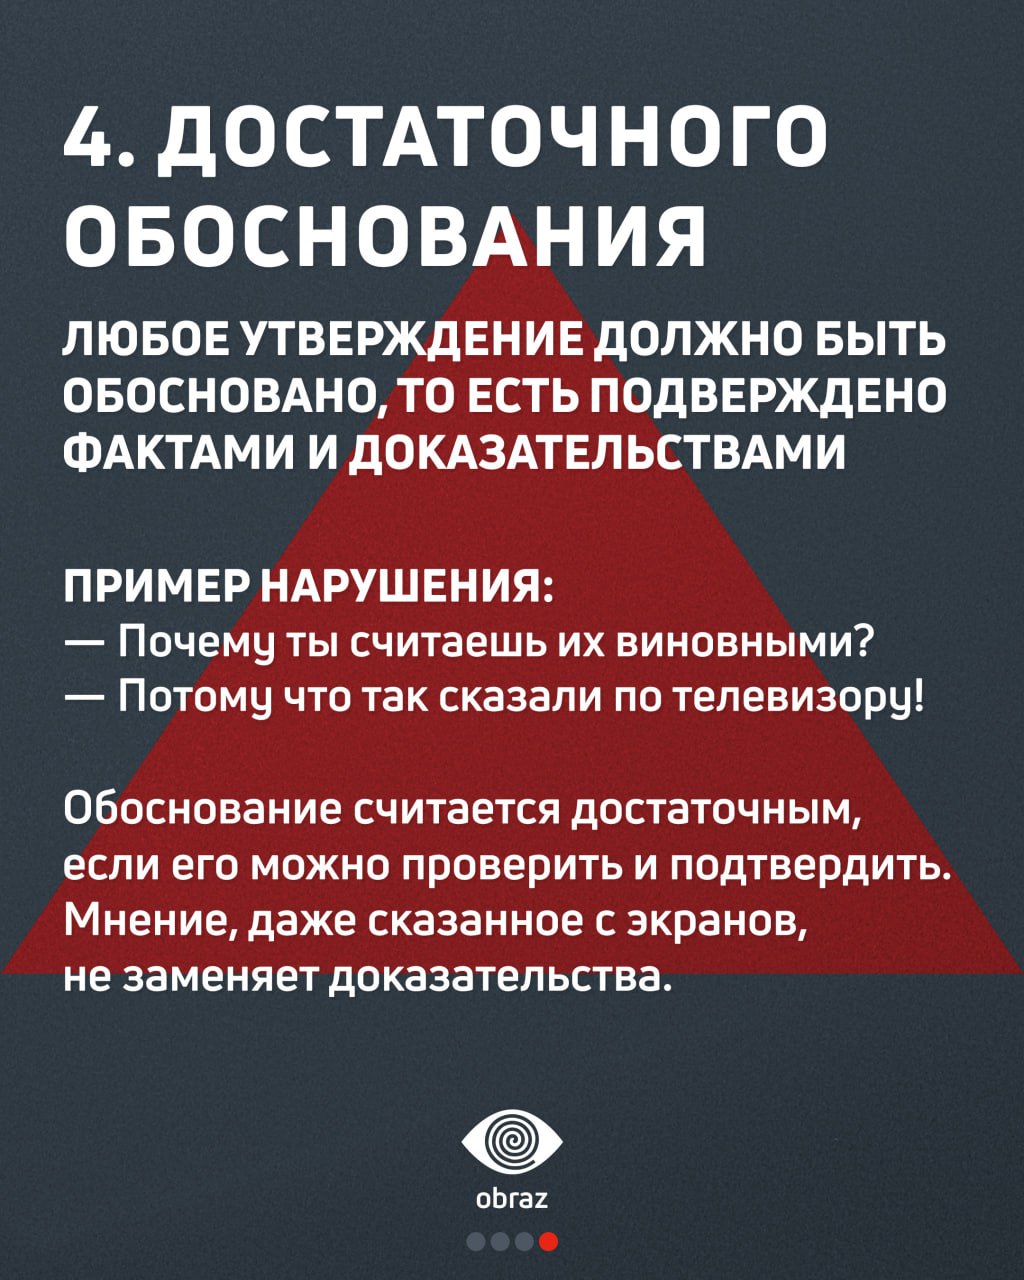 4. ДОСТАТОЧНОГО
ОБОСНОВАНИЯ
ЛЮБОЕ УТВЕРЖДЕНИЕ ДОЛЖНО БЫТЬ
ОБОСНОВАНО, ТО ЕСТЬ ПОДВЕРЖДЕНО
ФАКТАМИ И ДОКАЗАТЕЛЬСТВАМИ
ПРИМЕР НАРУШЕНИЯ:
— Почему ты считаешь их виновными?
— Потому что так сказали по телевизору!
Обоснование считается достаточным,
если его можно проверить и подтвердить.
Мнение, даже сказанное с экранов,
не заменяет доказательства.
obraz